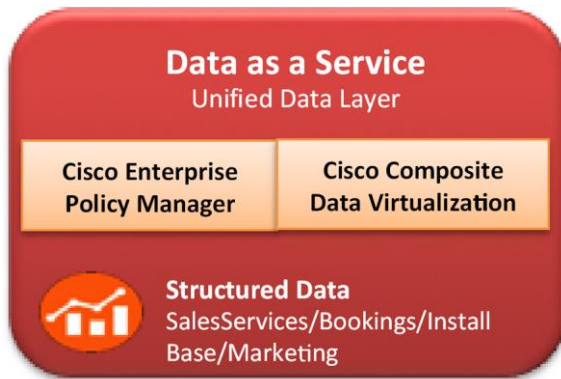 Data as a Service
Unified Data Layer
Cisco Enterprise
Policy Manager
Cisco Composite
Data Virtualization
Structured Data
SalesServices/Bookings/Install
Base/Marketing